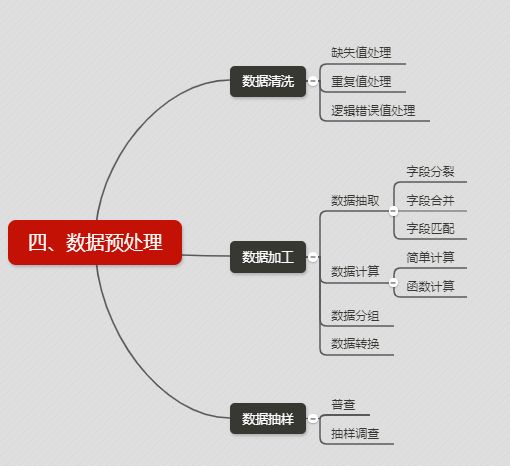 四、数据预处理
数据清洗
缺失值处理
重复值处理
逻辑错误值处理
数据加工
数据抽取
字段分裂
字段合并
字段匹配
数据计算
简单计算
函数计算
数据分组
数据转换
数据抽样
普查
抽样调查